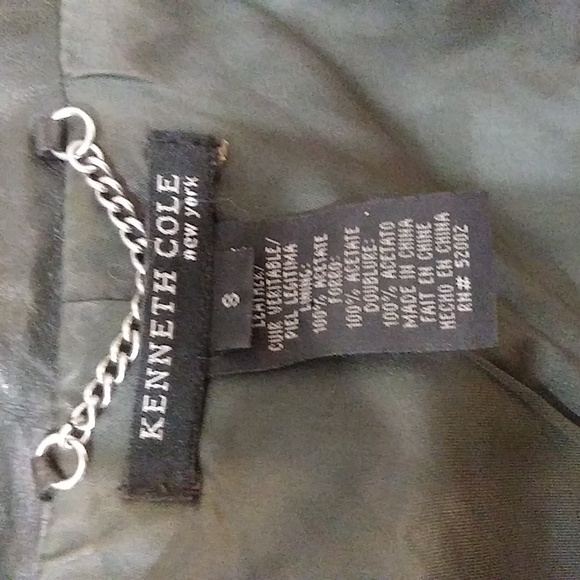 KENNETH COLE
new york
8
LEATHER/
CUIR VERITABLE/
PIEL LEGITIMA
LINING:
100% ACETATE
FORRO:
100% ACETATE
DOUBLURE:
100% ACETATO
MADE IN CHINA
FAIT EN CHINE
HECHO EN CHINA
RN# 52002